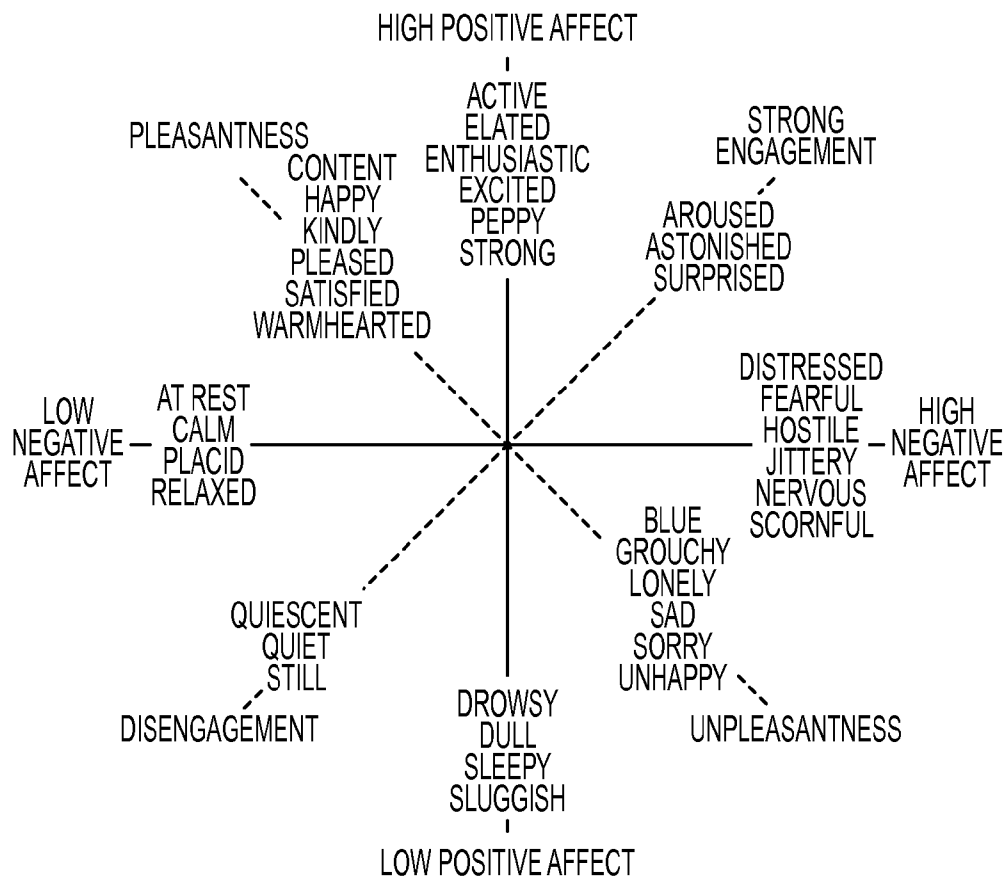 HIGH POSITIVE AFFECT
ACTIVE
ELATED
ENTHUSIASTIC
EXCITED
PEPPY
STRONG
PLEASANTNESS
CONTENT
HAPPY
KINDLY
PLEASED
SATISFIED
WARMHEARTED
STRONG
ENGAGEMENT
AROUSED
ASTONISHED
SURPRISED
LOW
NEGATIVE
AFFECT
AT REST
CALM
PLACID
RELAXED
DISTRESSED
FEARFUL
HOSTILE
JITTERY
NERVOUS
SCORNFUL
HIGH
NEGATIVE
AFFECT
QUIESCENT
QUIET
STILL
DISENGAGEMENT
BLUE
GROUCHY
LONELY
SAD
SORRY
UNHAPPY
UNPLEASANTNESS
DROWSY
DULL
SLEEPY
SLUGGISH
LOW POSITIVE AFFECT